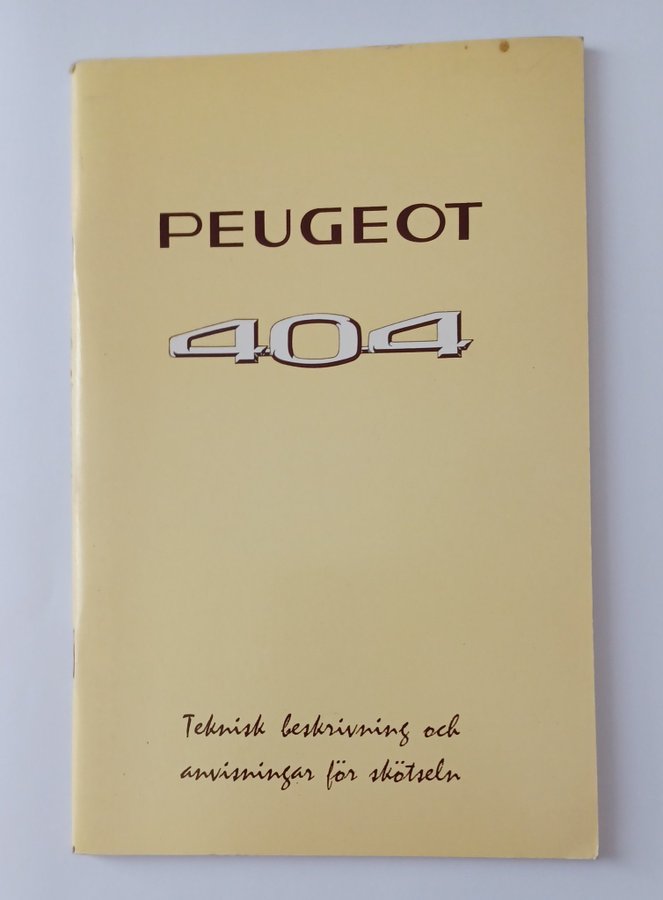 PEUGEOT
404
Teknisk beskrivning och
anvisningar för skötseln